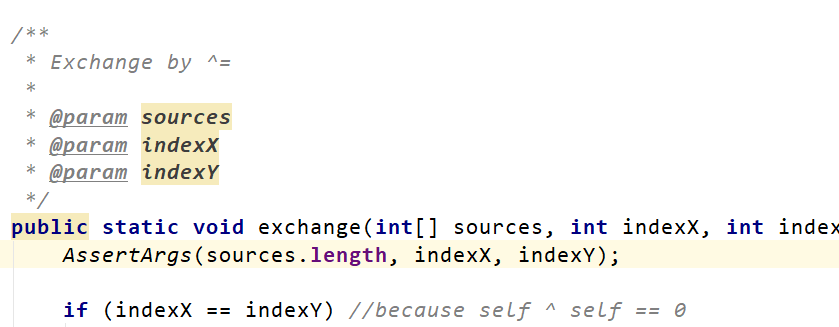 /**
 * Exchange by ^=
 *
 * @param sources
 * @param indexX
 * @param indexY
 */
public static void exchange(int[] sources, int indexX, int index
    AssertArgs(sources.length, indexX, indexY);
    if (indexX == indexY) //because self ^ self == 0